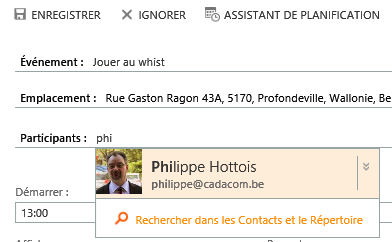 ENREGISTRER IGNORER ASSISTANT DE PLANIFICATION
Événement : Jouer au whist
Emplacement : Rue Gaston Ragon 43A, 5170, Profondeville, Wallonie, Be
Participants : phi
Philippe Hottois
philippe@cadacom.be
Démarrer :
13:00
Rechercher dans les Contacts et le Répertoire